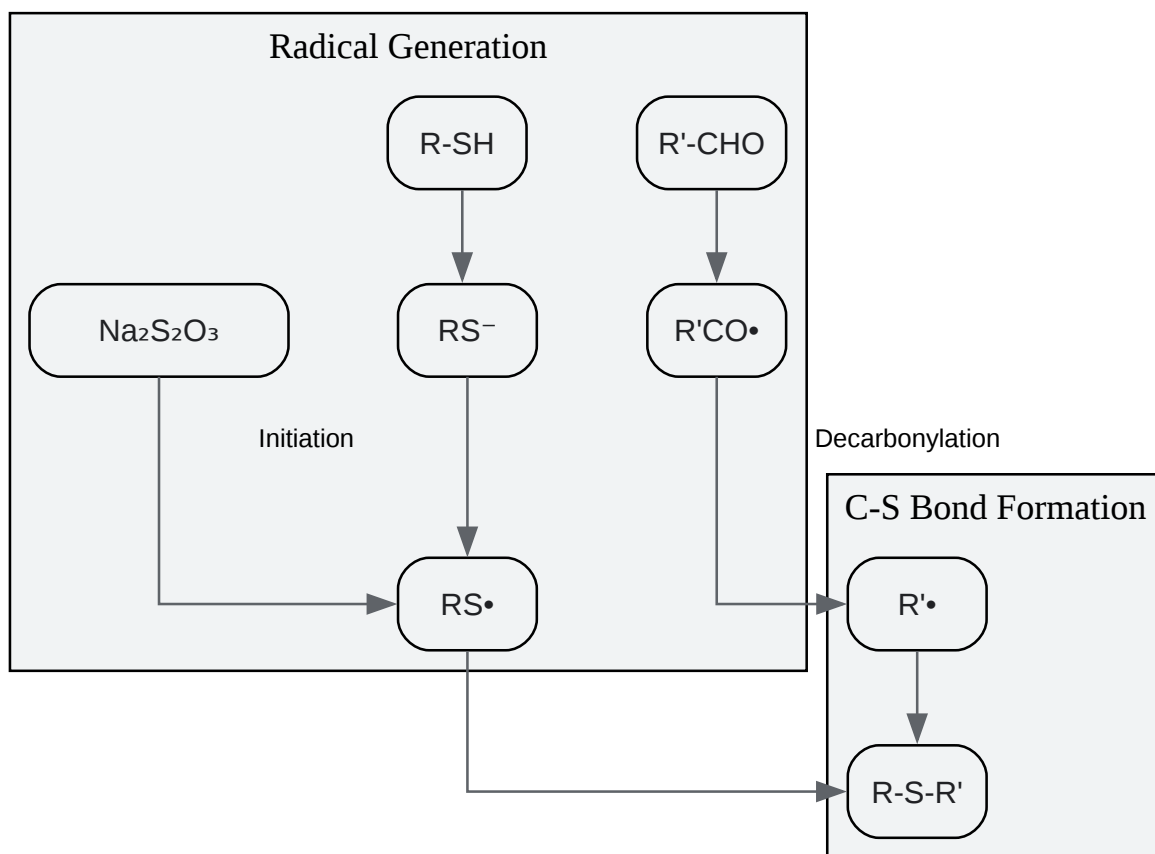 Radical Generation
R-SH
R'-CHO
Na₂S₂O₃
RS⁻
R'CO•
Initiation
Decarbonylation
C-S Bond Formation
RS•
R'•
R-S-R'